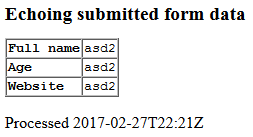 Echoing submitted form data
Full name asd2
Age asd2
Website asd2
Processed 2017-02-27T22:21Z